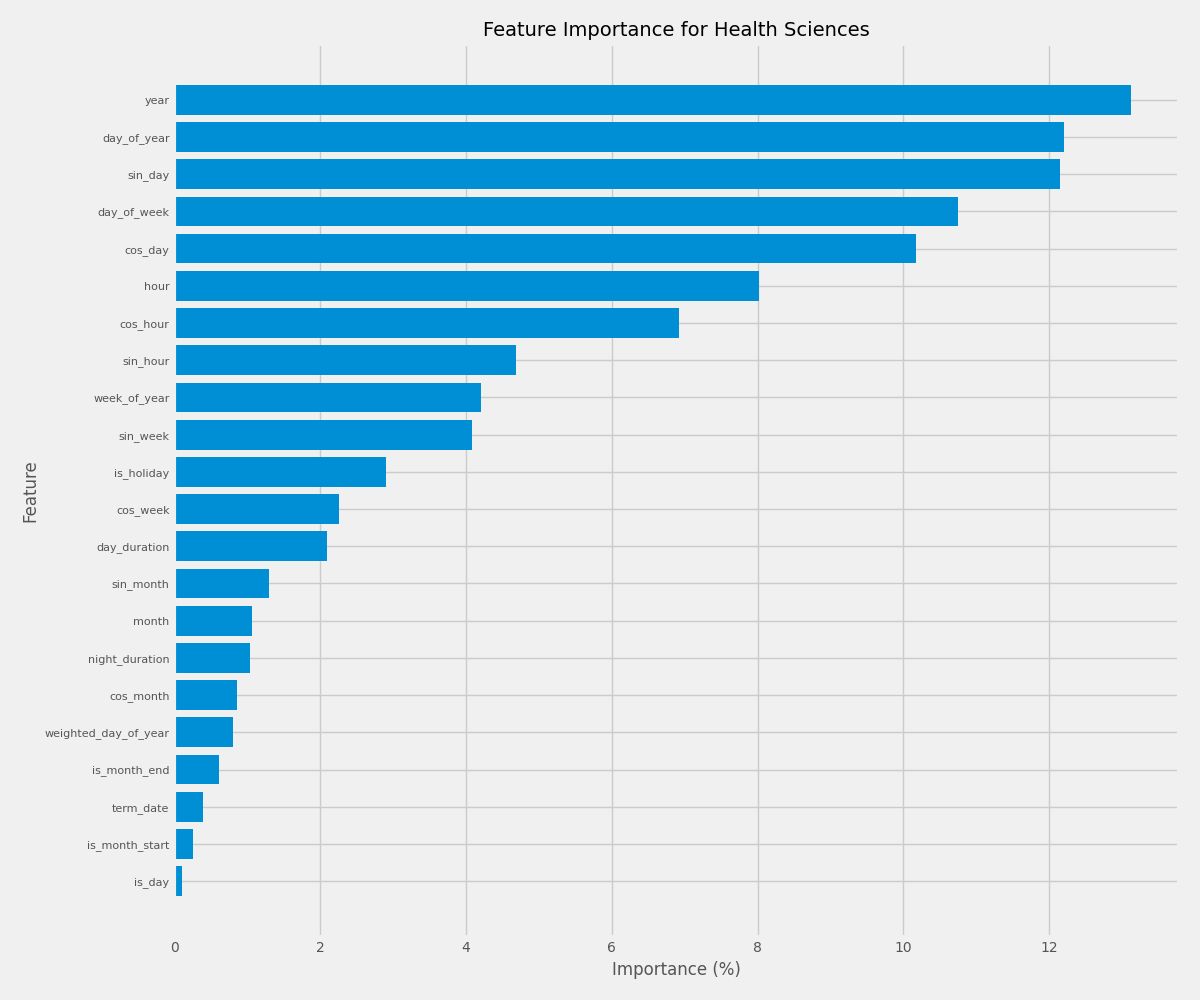 Feature Importance for Health Sciences
year
day_of_year
sin_day
day_of_week
cos_day
hour
cos_hour
sin_hour
week_of_year
sin_week
is_holiday
cos_week
day_duration
sin_month
month
night_duration
cos_month
weighted_day_of_year
is_month_end
term_date
is_month_start
is_day
Feature
0 2 4 6 8 10 12
Importance (%)